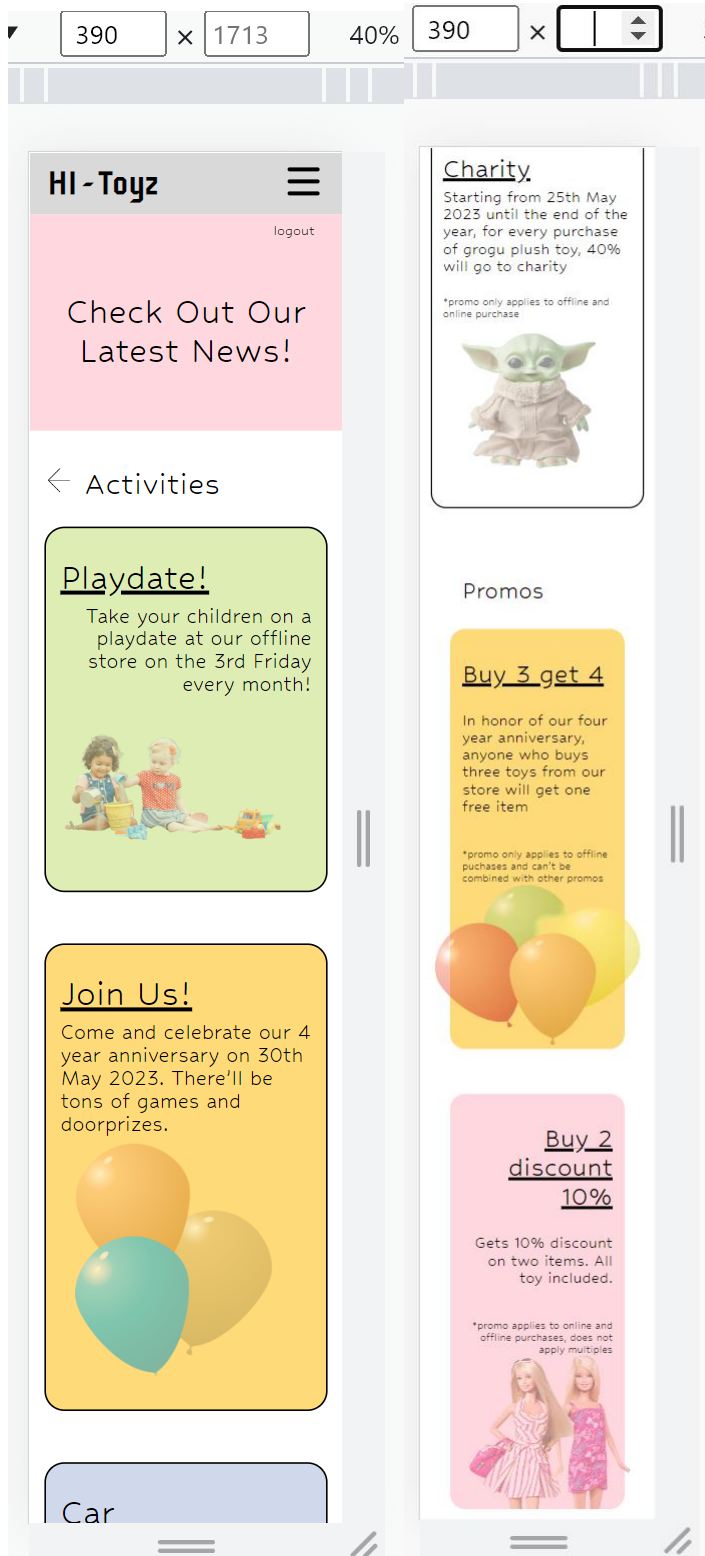 390 × 1713 40%
HI-Toyz
logout
Check Out Our
Latest News!
Activities
Playdate!
Take your children on a
playdate at our offline
store on the 3rd Friday
every month!
Join Us!
Come and celebrate our 4
year anniversary on 30th
May 2023. There'll be
tons of games and
doorprizes.
Car
390 ×
Charity
Starting from 25th May
2023 until the end of the
year, for every purchase
of grogu plush toy, 40%
will go to charity
*promo only applies to offline and
online purchase
Promos
Buy 3 get 4
In honor of our four
year anniversary,
anyone who buys
three toys from our
store will get one
free item
*promo only applies to offline
puchases and can't be
combined with other promos
Buy 2
discount
10%
Gets 10% discount
on two items. All
toy included.
*promo applies to online and
offline purchases, does not
apply multiples